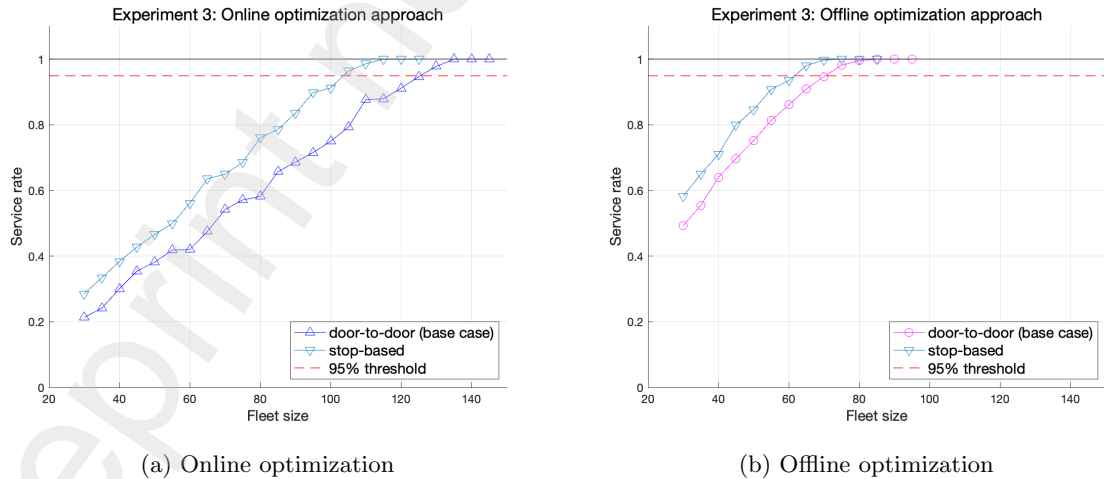 Experiment 3: Online optimization approach
1
0.8
0.6
0.4
0.2
0
Service rate
20 40 60 80 100 120 140
Fleet size
door-to-door (base case)
stop-based
95% threshold
(a) Online optimization
Experiment 3: Offline optimization approach
1
0.8
0.6
0.4
0.2
0
Service rate
20 40 60 80 100 120 140
Fleet size
door-to-door (base case)
stop-based
95% threshold
(b) Offline optimization
eprint n